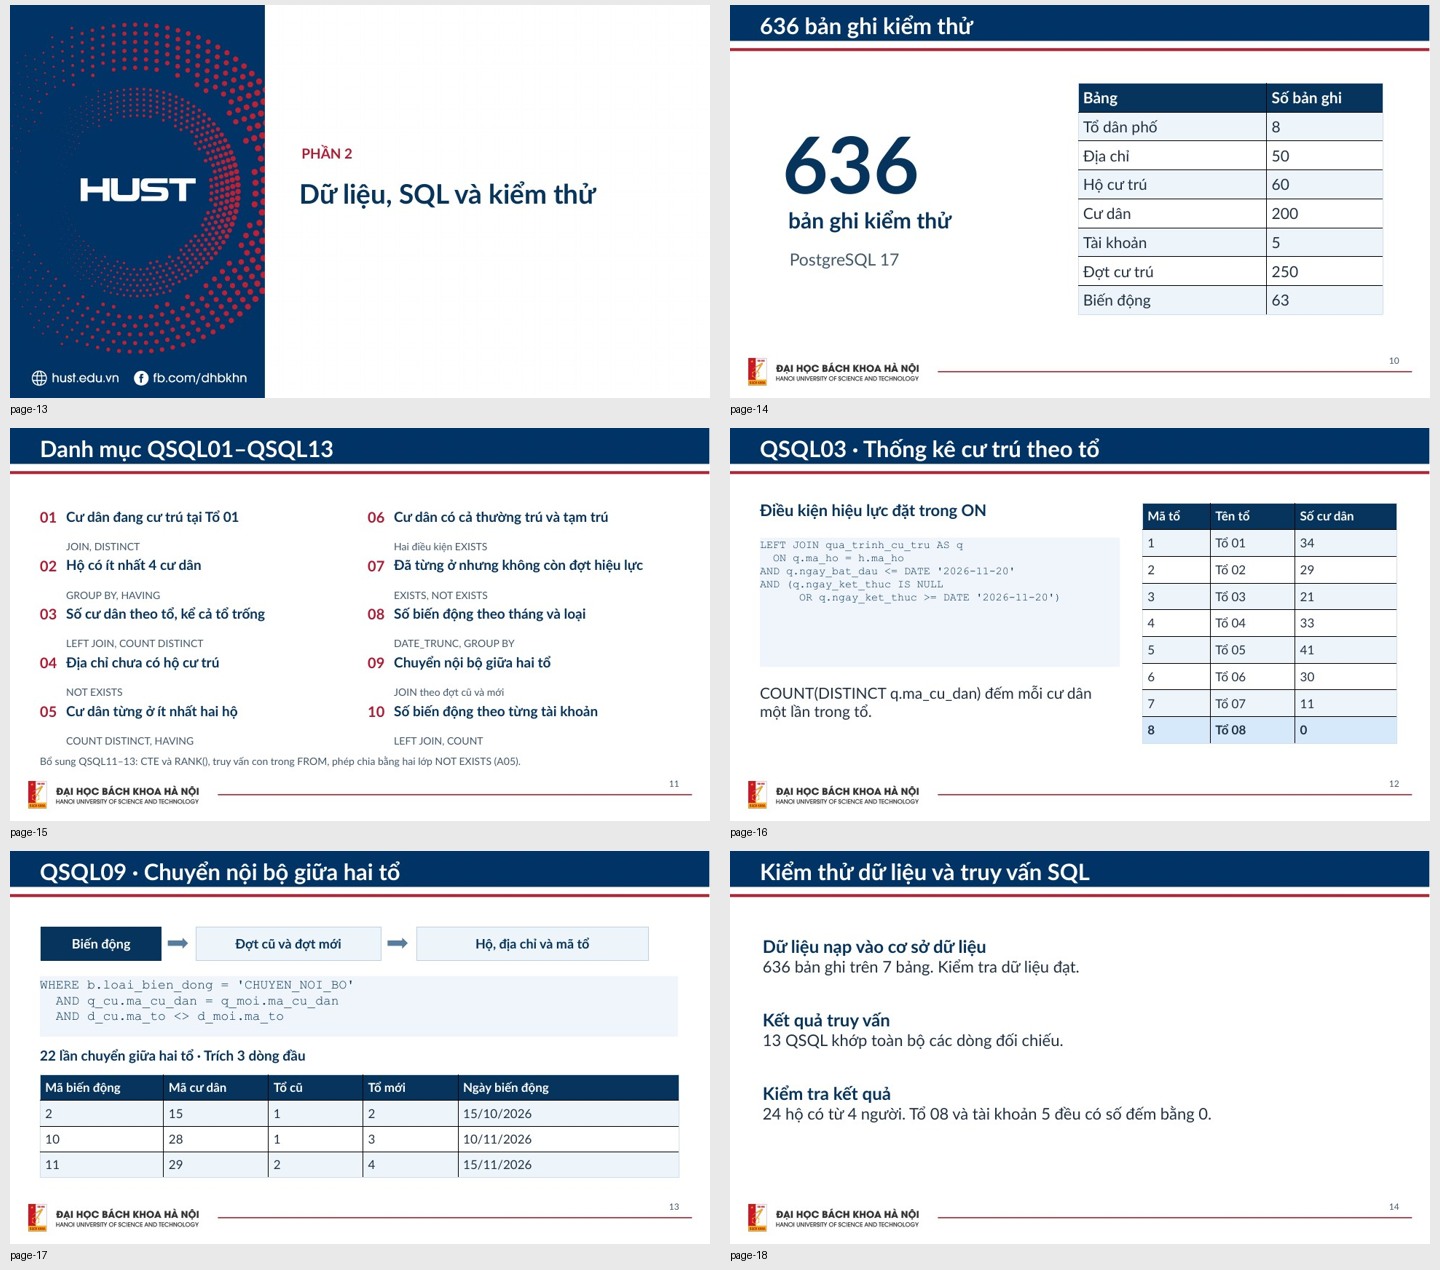 HUST
hust.edu.vn fb.com/dhbkhn
PHẦN 2
Dữ liệu, SQL và kiểm thử
page-13
636 bản ghi kiểm thử
636
bản ghi kiểm thử
PostgreSQL 17
Bảng Số bản ghi
Tổ dân phố 8
Địa chỉ 50
Hộ cư trú 60
Cư dân 200
Tài khoản 5
Đợt cư trú 250
Biến động 63
ĐẠI HỌC BÁCH KHOA HÀ NỘI
HANOI UNIVERSITY OF SCIENCE AND TECHNOLOGY
10
page-14
Danh mục QSQL01–QSQL13
01 Cư dân đang cư trú tại Tổ 01
JOIN, DISTINCT
02 Hộ có ít nhất 4 cư dân
GROUP BY, HAVING
03 Số cư dân theo tổ, kể cả tổ trống
LEFT JOIN, COUNT DISTINCT
04 Địa chỉ chưa có hộ cư trú
NOT EXISTS
05 Cư dân từng ở ít nhất hai hộ
COUNT DISTINCT, HAVING
06 Cư dân có cả thường trú và tạm trú
Hai điều kiện EXISTS
07 Đã từng ở nhưng không còn đợt hiệu lực
EXISTS, NOT EXISTS
08 Số biến động theo tháng và loại
DATE_TRUNC, GROUP BY
09 Chuyển nội bộ giữa hai tổ
JOIN theo đợt cũ và mới
10 Số biến động theo từng tài khoản
LEFT JOIN, COUNT
Bổ sung QSQL11–13: CTE và RANK(), truy vấn con trong FROM, phép chia bằng hai lớp NOT EXISTS (A05).
ĐẠI HỌC BÁCH KHOA HÀ NỘI
HANOI UNIVERSITY OF SCIENCE AND TECHNOLOGY
11
page-15
QSQL03 · Thống kê cư trú theo tổ
Điều kiện hiệu lực đặt trong ON
LEFT JOIN qua_trinh_cu_tru AS q
ON q.ma_ho = h.ma_ho
AND q.ngay_bat_dau <= DATE '2026-11-20'
AND (q.ngay_ket_thuc IS NULL
OR q.ngay_ket_thuc >= DATE '2026-11-20')
COUNT(DISTINCT q.ma_cu_dan) đếm mỗi cư dân
một lần trong tổ.
Mã tổ Tên tổ Số cư dân
1 Tổ 01 34
2 Tổ 02 29
3 Tổ 03 21
4 Tổ 04 33
5 Tổ 05 41
6 Tổ 06 30
7 Tổ 07 11
8 Tổ 08 0
ĐẠI HỌC BÁCH KHOA HÀ NỘI
HANOI UNIVERSITY OF SCIENCE AND TECHNOLOGY
12
page-16
QSQL09 · Chuyển nội bộ giữa hai tổ
Biến động Đợt cũ và đợt mới Hộ, địa chỉ và mã tổ
WHERE b.loai_bien_dong = 'CHUYEN_NOI_BO'
AND q_cu.ma_cu_dan = q_moi.ma_cu_dan
AND d_cu.ma_to <> d_moi.ma_to
22 lần chuyển giữa hai tổ · Trích 3 dòng đầu
Mã biến động Mã cư dân Tổ cũ Tổ mới Ngày biến động
2 15 1 2 15/10/2026
10 28 1 3 10/11/2026
11 29 2 4 15/11/2026
ĐẠI HỌC BÁCH KHOA HÀ NỘI
HANOI UNIVERSITY OF SCIENCE AND TECHNOLOGY
13
page-17
Kiểm thử dữ liệu và truy vấn SQL
Dữ liệu nạp vào cơ sở dữ liệu
636 bản ghi trên 7 bảng. Kiểm tra dữ liệu đạt.
Kết quả truy vấn
13 QSQL khớp toàn bộ các dòng đối chiếu.
Kiểm tra kết quả
24 hộ có từ 4 người. Tổ 08 và tài khoản 5 đều có số đếm bằng 0.
ĐẠI HỌC BÁCH KHOA HÀ NỘI
HANOI UNIVERSITY OF SCIENCE AND TECHNOLOGY
14
page-18